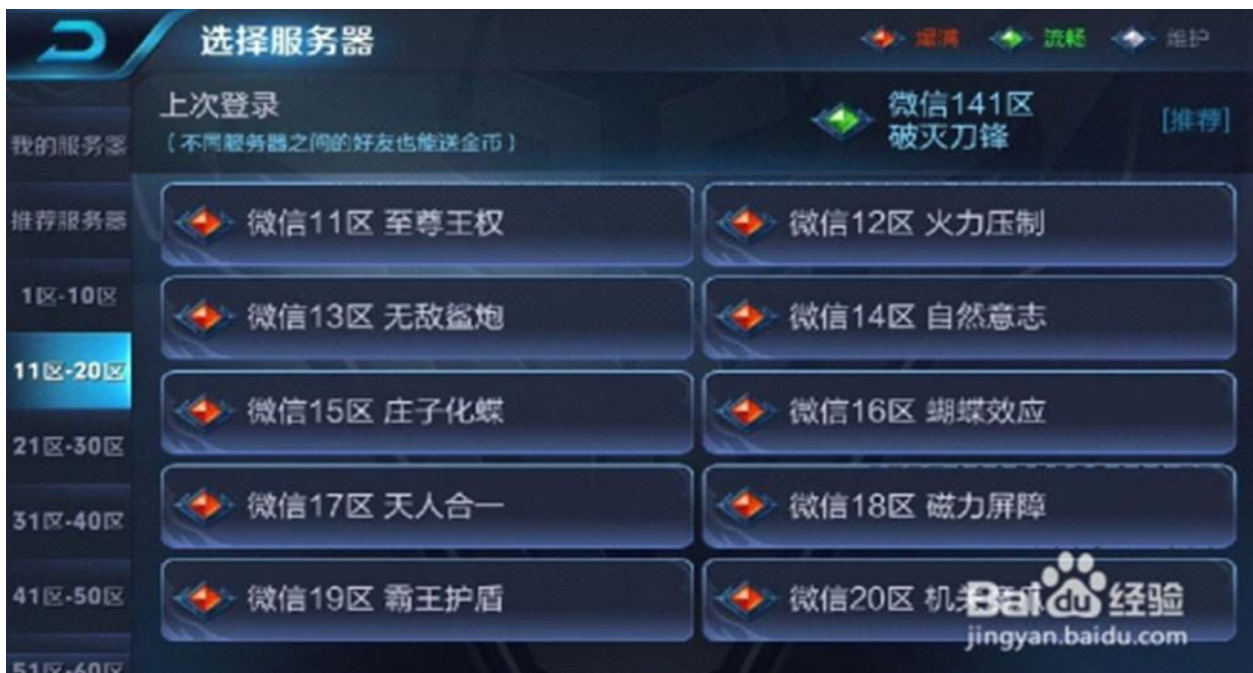 选择服务器
爆满 流畅 维护
上次登录
(不同服务器之间的好友也能送金币)
微信141区
破灭刀锋
[推荐]
我的服务器
推荐服务器
1区-10区
11区-20区
21区-30区
31区-40区
41区-50区
51区-60区
微信11区 至尊王权
微信12区 火力压制
微信13区 无敌鲨炮
微信14区 自然意志
微信15区 庄子化蝶
微信16区 蝴蝶效应
微信17区 天人合一
微信18区 磁力屏障
微信19区 霸王护盾
微信20区 机关
Baidu 经验
jingyan.baidu.com